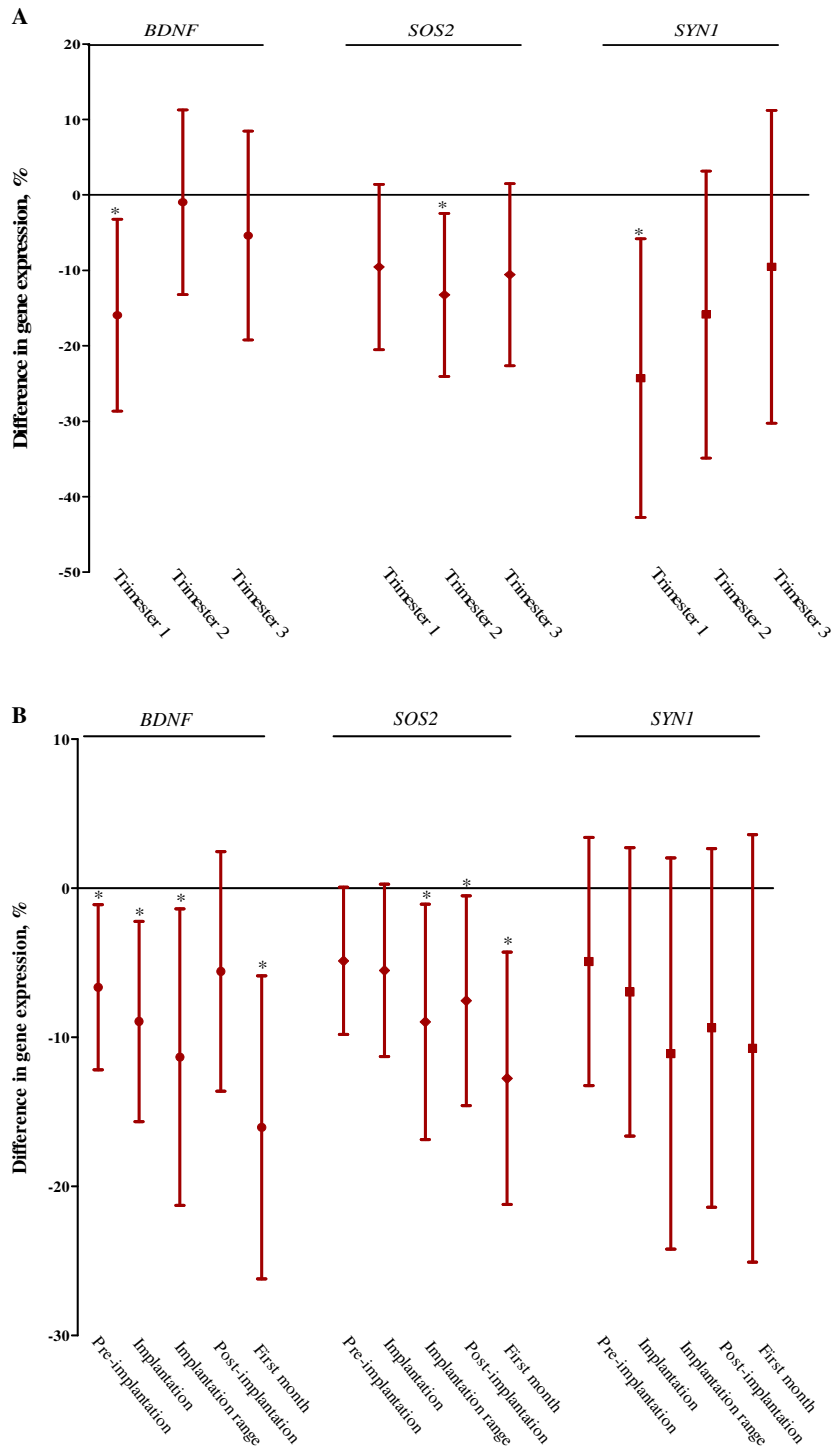 A
BDNF SOS2 SYN1
20
10
0
-10
-20
-30
-40
-50
Difference in gene expression, %
* * *
Trimester 1
Trimester 2
Trimester 3
Trimester 1
Trimester 2
Trimester 3
Trimester 1
Trimester 2
Trimester 3
B
BDNF SOS2 SYN1
10
0
-10
-20
-30
Difference in gene expression, %
* * * * * * *
Pre-implantation
Implantation
Implantation range
Post-implantation
First month
Pre-implantation
Implantation
Implantation range
Post-implantation
First month
Pre-implantation
Implantation
Implantation range
Post-implantation
First month